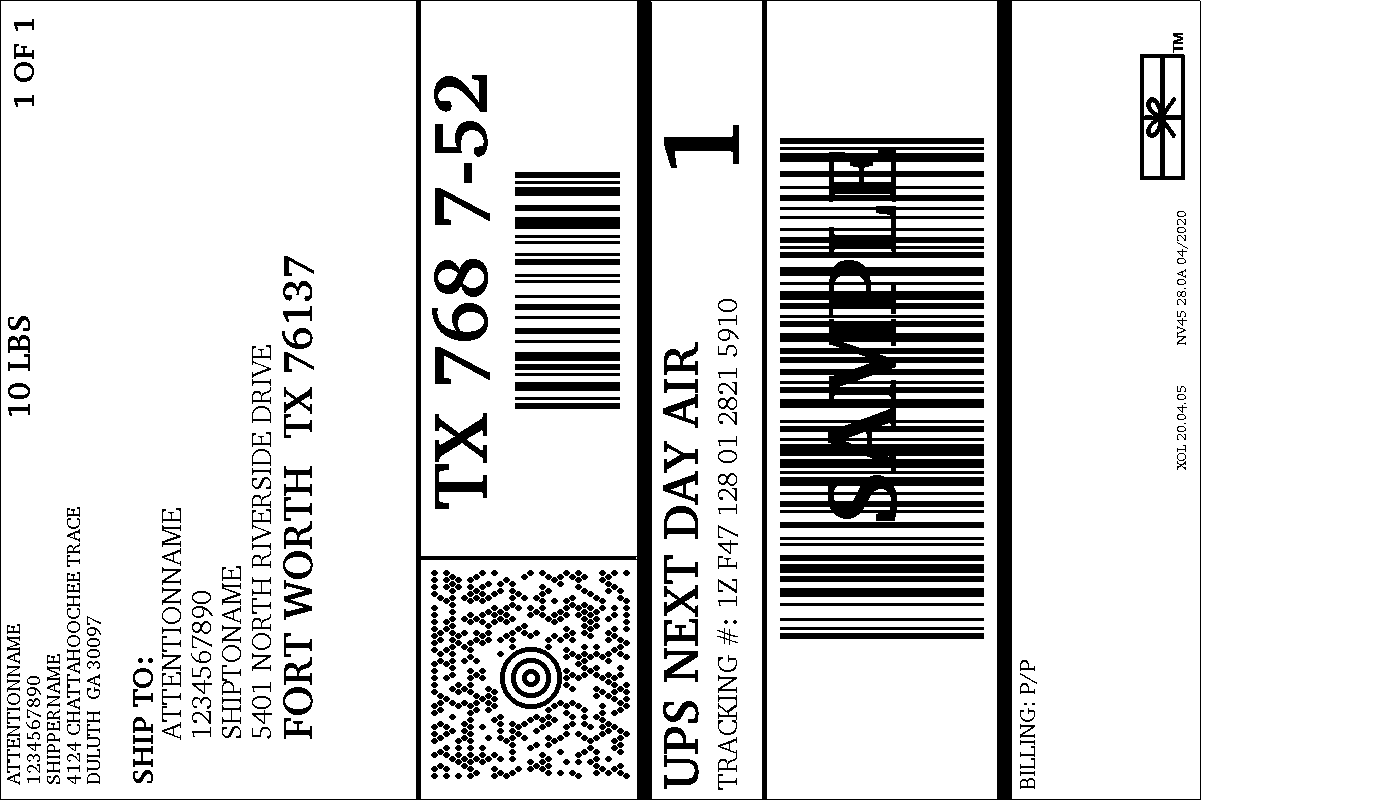 ATTENTIONNAME
1234567890
SHIPPERNAME
4124 CHATTAHOOCHEE TRACE
DULUTH GA 30097
10 LBS
1 OF 1
SHIP TO:
ATTENTIONNAME
1234567890
SHIPTONAME
5401 NORTH RIVERSIDE DRIVE
FORT WORTH TX 76137
TX 768 7-52
UPS NEXT DAY AIR
1
TRACKING #: 1Z F47 128 01 2821 5910
SAMPLE
BILLING: P/P
XOL 20.04.05
NV45 28.0A 04/2020
TM